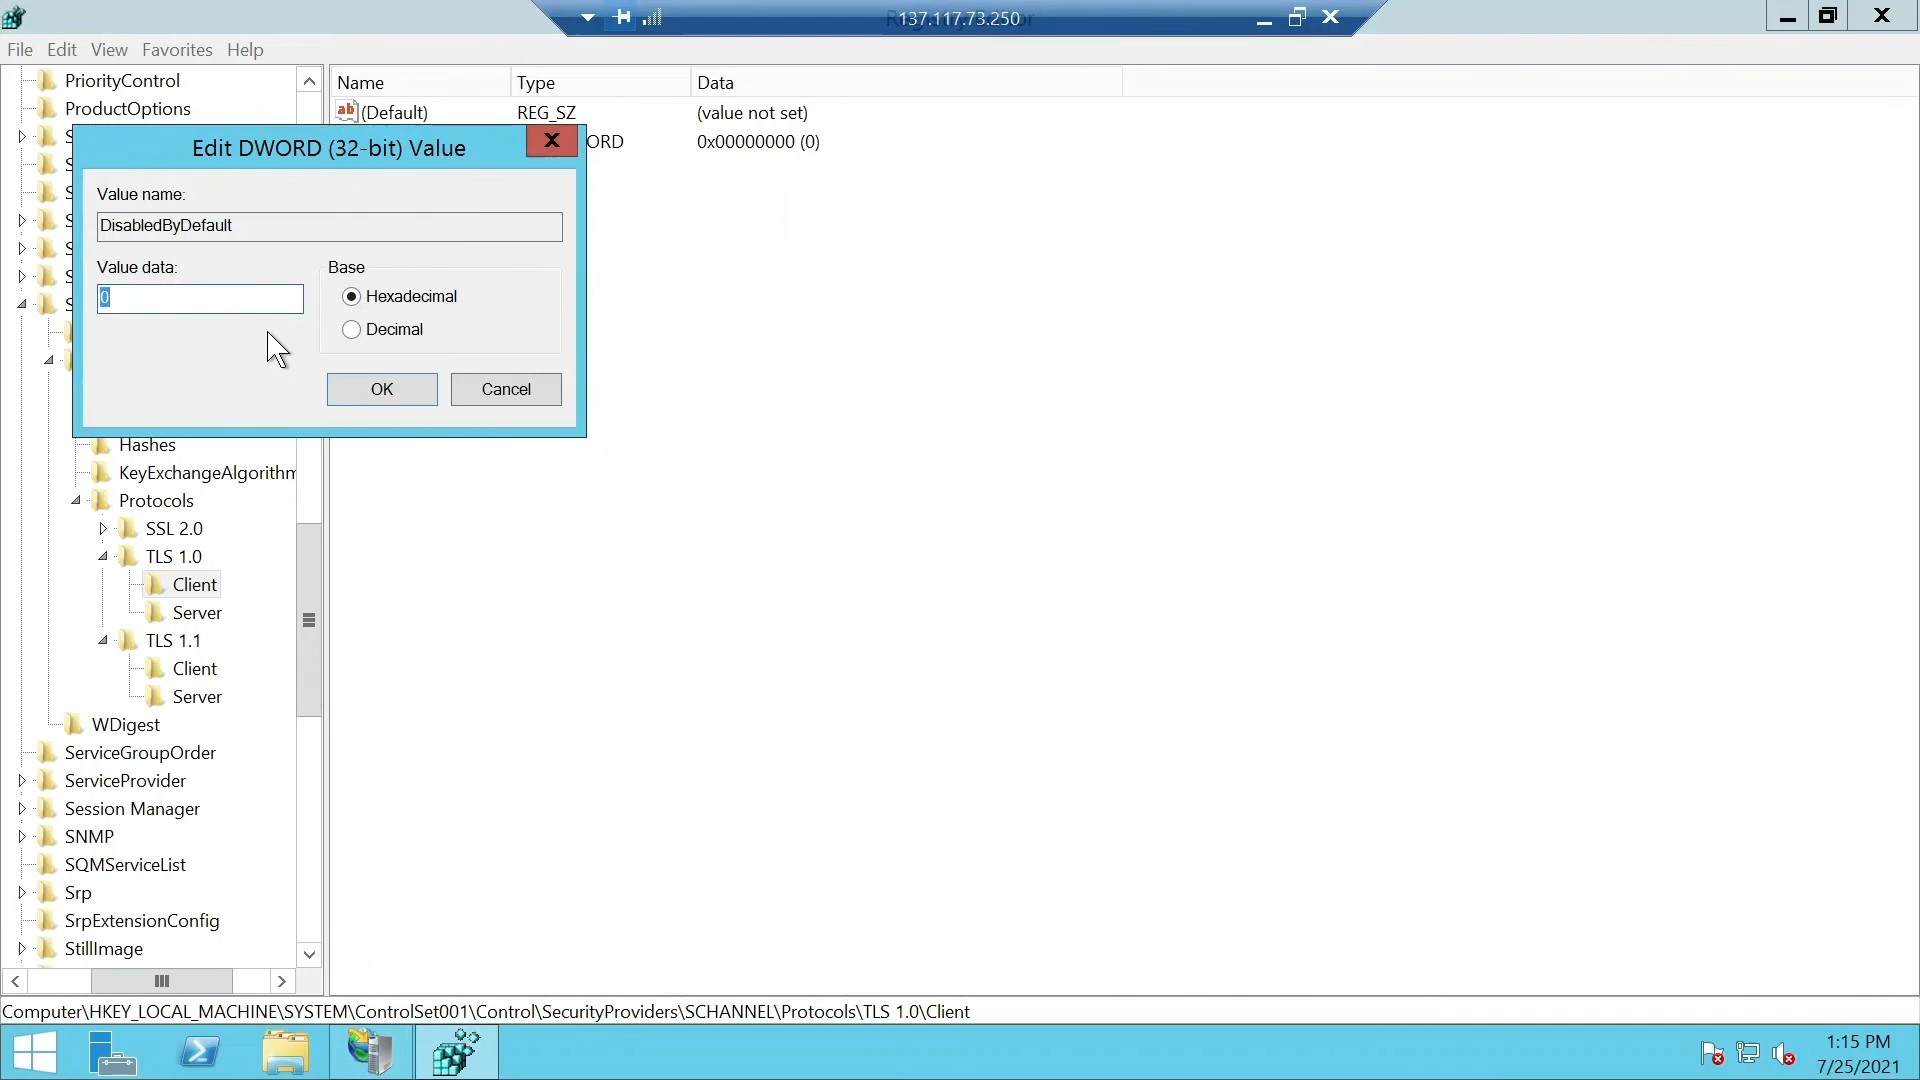 137.117.73.250
File Edit View Favorites Help
PriorityControl
ProductOptions
Name Type Data
(Default) REG_SZ (value not set)
ORD 0x00000000 (0)
Edit DWORD (32-bit) Value
Value name:
DisabledByDefault
Value data:
0
Base
Hexadecimal
Decimal
OK
Cancel
Hashes
KeyExchangeAlgorithm
Protocols
SSL 2.0
TLS 1.0
Client
Server
TLS 1.1
Client
Server
WDigest
ServiceGroupOrder
ServiceProvider
Session Manager
SNMP
SQMServiceList
Srp
SrpExtensionConfig
StillImage
Computer\HKEY_LOCAL_MACHINE\SYSTEM\ControlSet001\Control\SecurityProviders\SCHANNEL\Protocols\TLS 1.0\Client
1:15 PM
7/25/2021